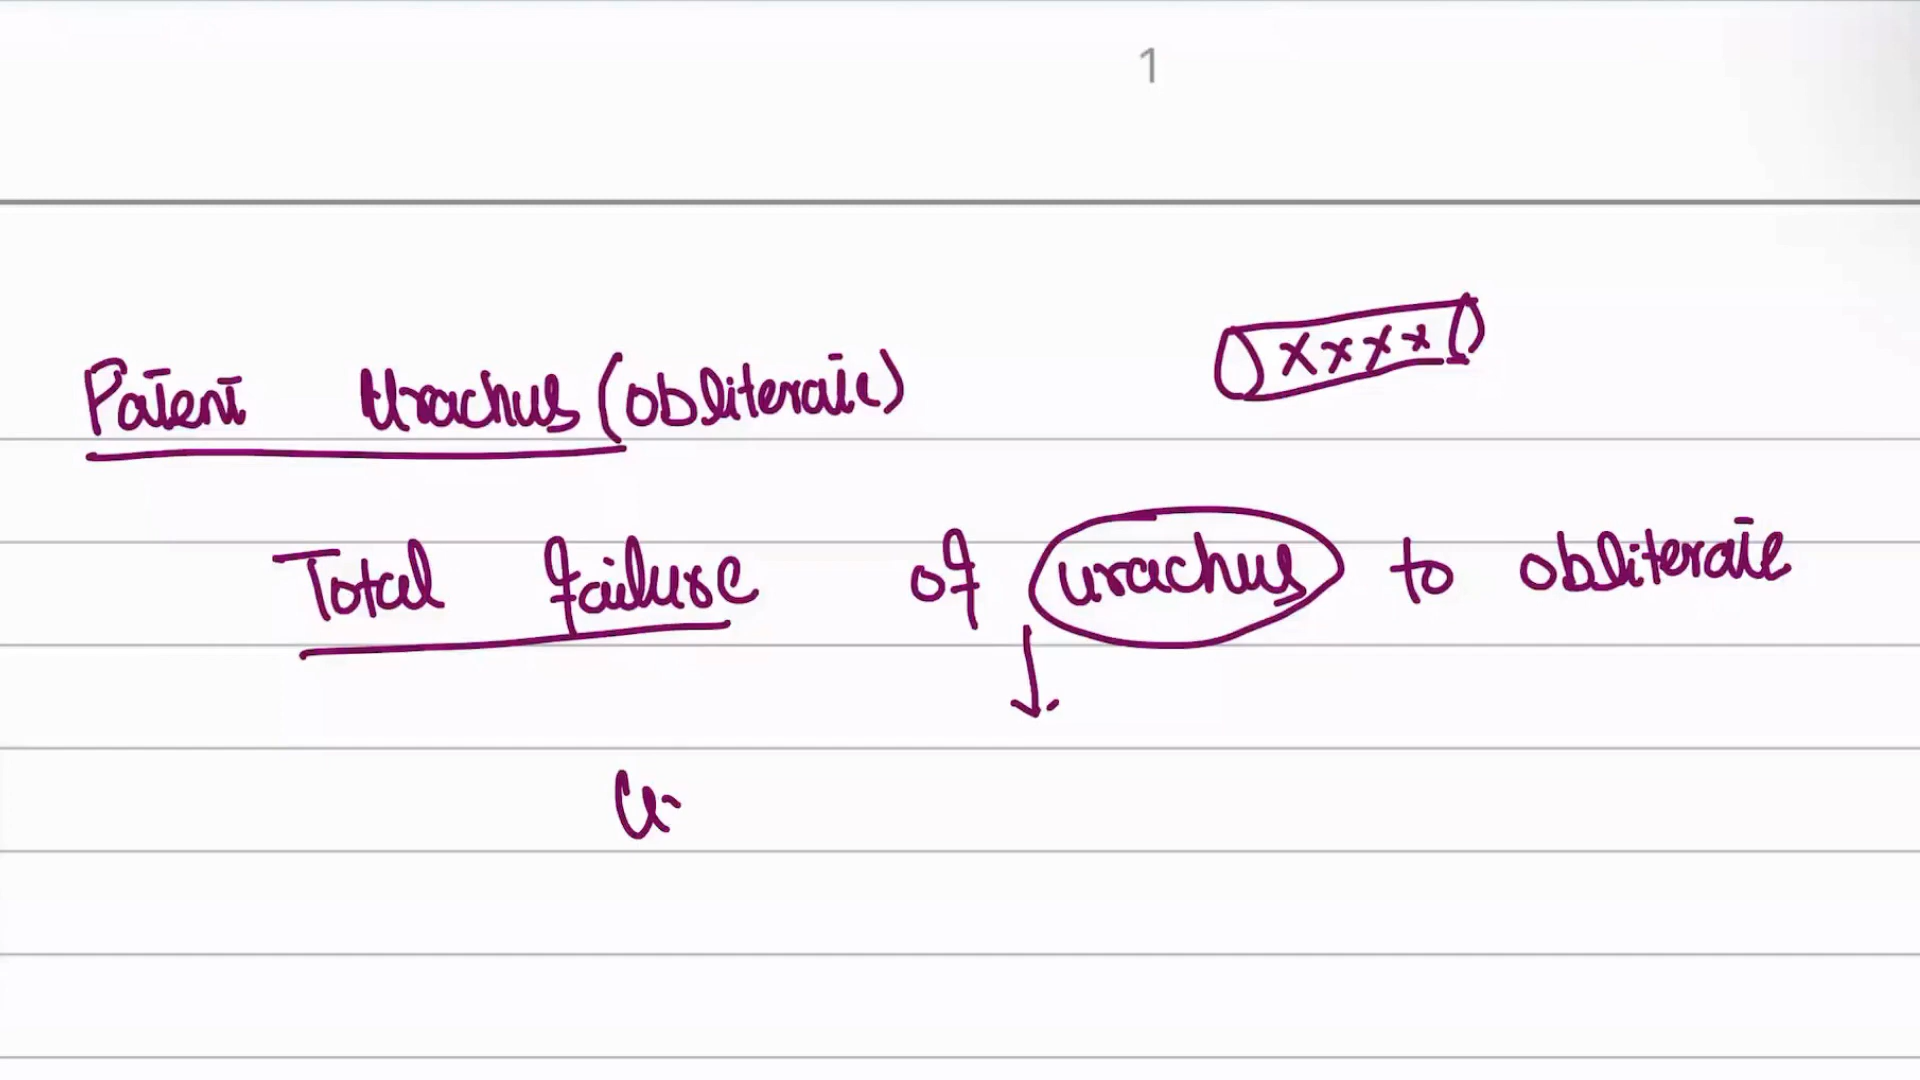 1
Patent Urachus (obliterate)
xxxx
Total failure of urachus to obliterate